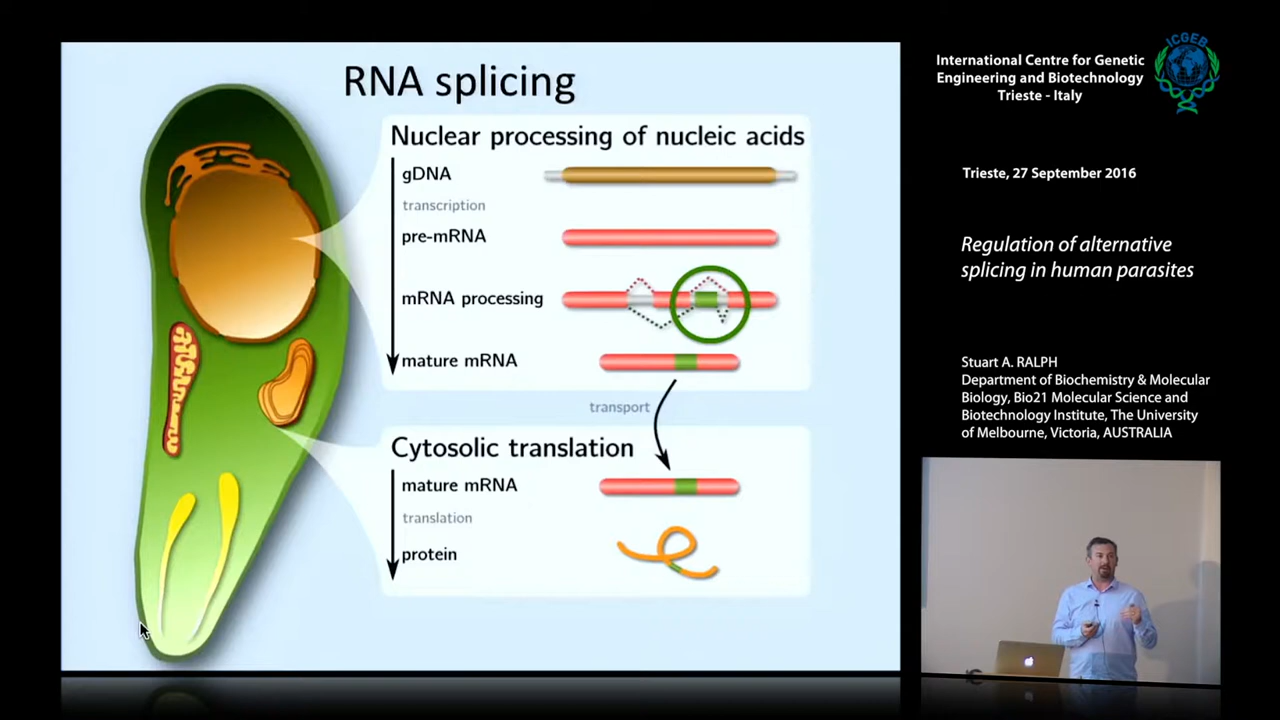 RNA splicing
Nuclear processing of nucleic acids
gDNA
transcription
pre-mRNA
mRNA processing
mature mRNA
transport
Cytosolic translation
mature mRNA
translation
protein
ICGEB
International Centre for Genetic
Engineering and Biotechnology
Trieste - Italy
Trieste, 27 September 2016
Regulation of alternative
splicing in human parasites
Stuart A. RALPH
Department of Biochemistry & Molecular
Biology, Bio21 Molecular Science and
Biotechnology Institute, The University
of Melbourne, Victoria, AUSTRALIA